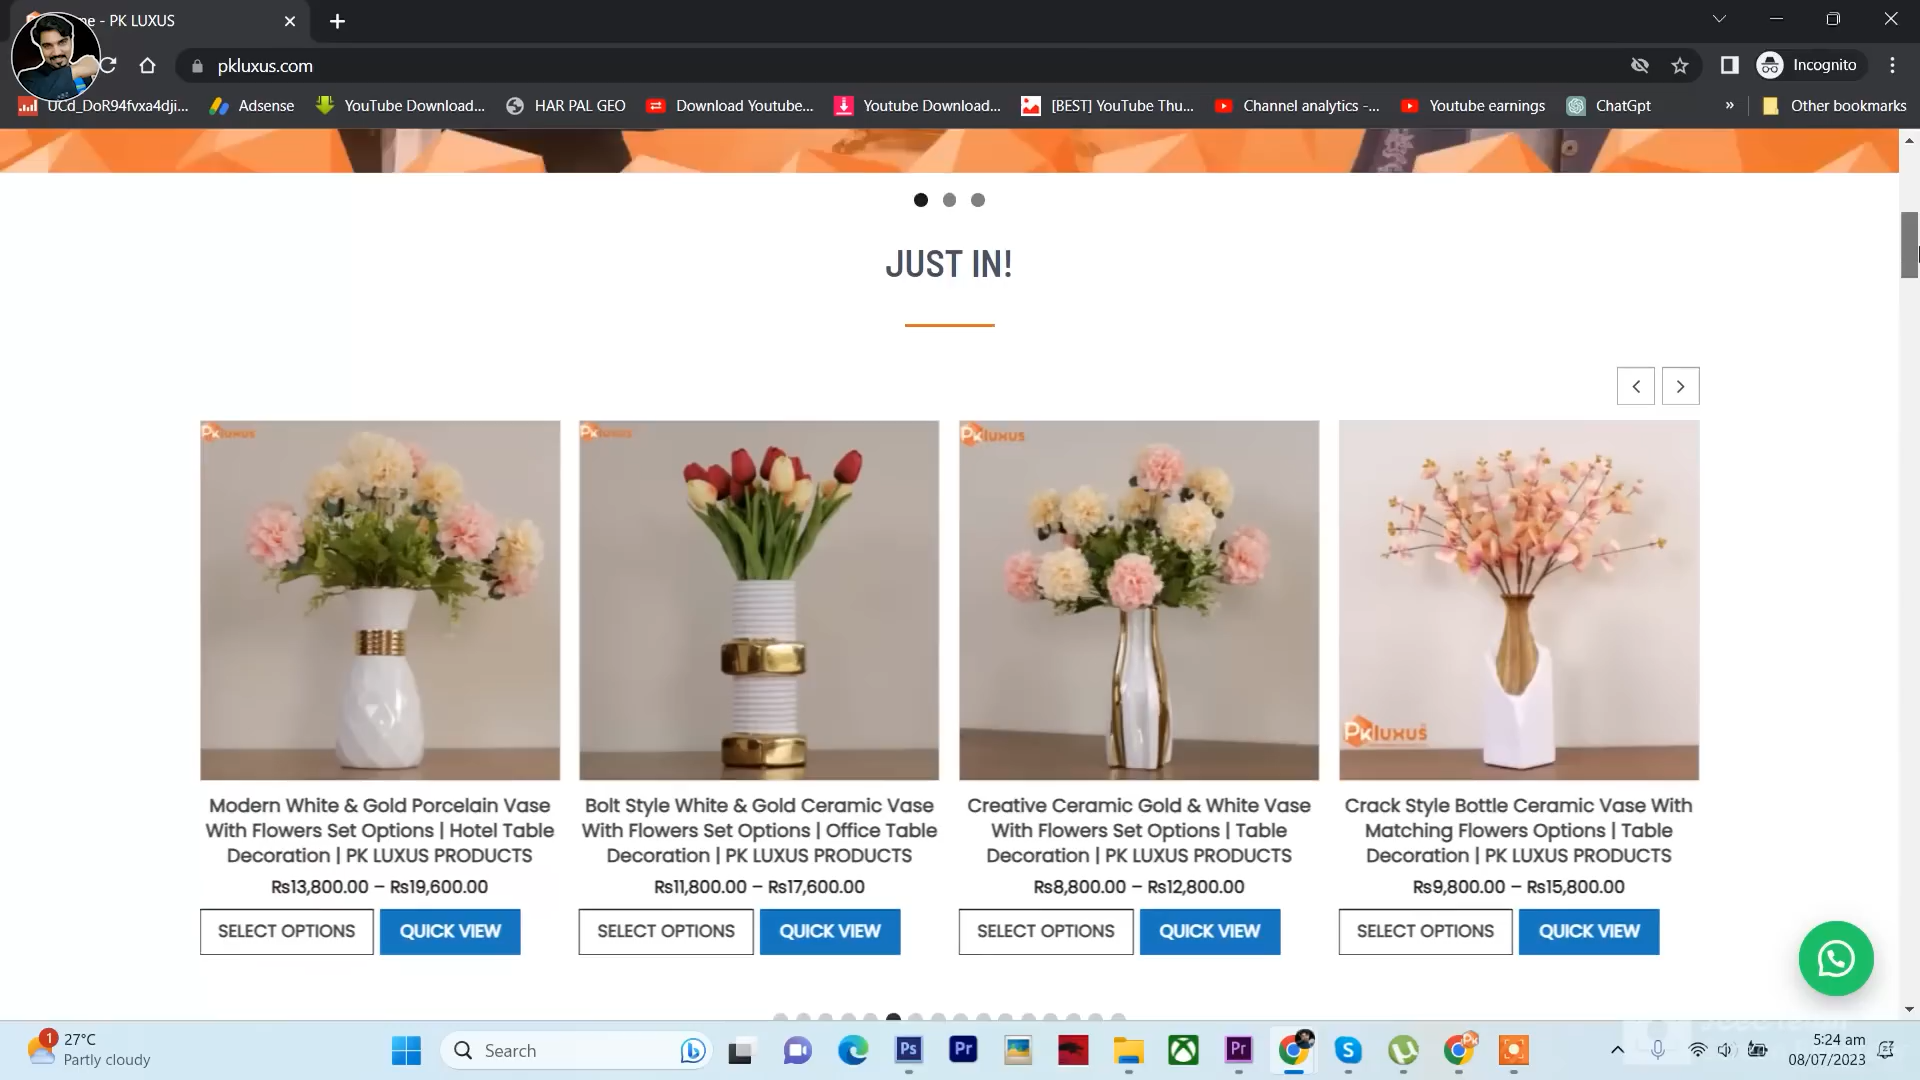 e - PK LUXUS
pkluxus.com
Incognito
UCd_DoR94fvxa4dji...
Adsense
YouTube Download...
HAR PAL GEO
Download Youtube...
Youtube Download...
[BEST] YouTube Thu...
Channel analytics -...
Youtube earnings
ChatGpt
»
Other bookmarks
JUST IN!
Pkluxus
Pkluxus
Pkluxus
Pkluxus
Modern White & Gold Porcelain Vase
With Flowers Set Options | Hotel Table
Decoration | PK LUXUS PRODUCTS
₨13,800.00 – ₨19,600.00
SELECT OPTIONS
QUICK VIEW
Bolt Style White & Gold Ceramic Vase
With Flowers Set Options | Office Table
Decoration | PK LUXUS PRODUCTS
₨11,800.00 – ₨17,600.00
SELECT OPTIONS
QUICK VIEW
Creative Ceramic Gold & White Vase
With Flowers Set Options | Table
Decoration | PK LUXUS PRODUCTS
₨8,800.00 – ₨12,800.00
SELECT OPTIONS
QUICK VIEW
Crack Style Bottle Ceramic Vase With
Matching Flowers Options | Table
Decoration | PK LUXUS PRODUCTS
₨9,800.00 – ₨15,800.00
SELECT OPTIONS
QUICK VIEW
1
27°C
Partly cloudy
Search
Ps
Pr
Pr
5:24 am
08/07/2023